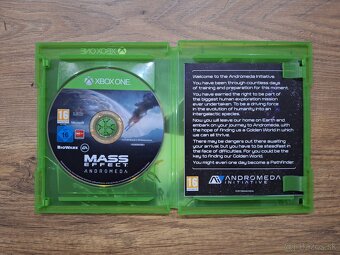 XBOX ONE
XBOX ONE
16
BIOWARE
EA
MASS
EFFECT
ANDROMEDA
Welcome to the Andromeda Initiative.
You have been through countless days
of training and preparation for this moment.
You have earned the right to be part of
the biggest human exploration mission
ever undertaken. To be a driving force
in the evolution of humanity into an
intergalactic species.
Now you will leave our home on Earth and
embark on your journey to Andromeda, with
the hope of finding us a Golden World in which
we can all thrive.
There may be dangers out there awaiting
your arrival but you have to stand strong in the
face of difficulties. For you could be the key
to finding our Golden World.
You might even one day become a Pathfinder.
16
ANDROMEDA
INITIATIVE
bazos.sk